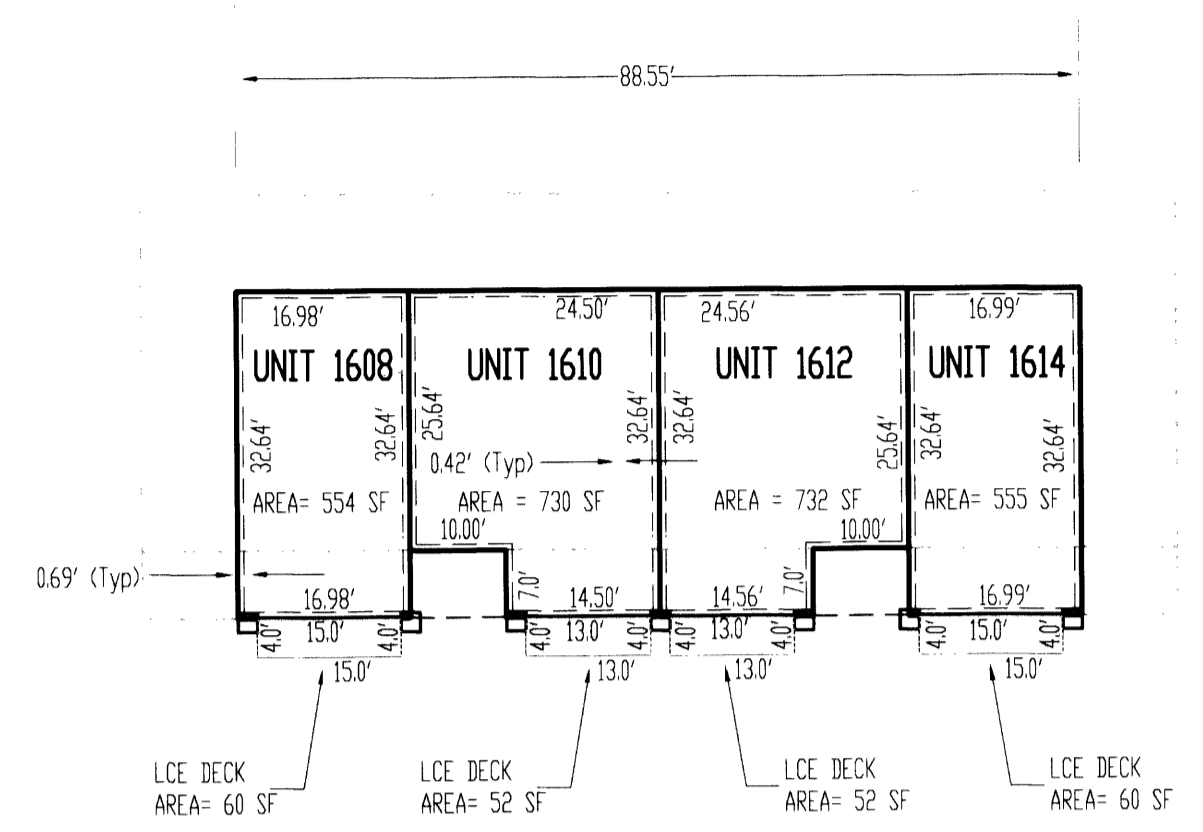 88.55'
16.98'
24.50'
24.56'
16.99'
UNIT 1608
UNIT 1610
UNIT 1612
UNIT 1614
32.64'
32.64'
25.64'
32.64'
32.64'
25.64'
32.64'
32.64'
0.42' (Typ)
AREA= 554 SF
AREA = 730 SF
AREA = 732 SF
AREA= 555 SF
10.00'
10.00'
0.69' (Typ)
7.0'
7.0'
16.98'
14.50'
14.56'
16.99'
4.0'
15.0'
4.0'
4.0'
13.0'
4.0'
4.0'
13.0'
4.0'
4.0'
15.0'
4.0'
15.0'
13.0'
13.0'
15.0'
LCE DECK
AREA= 60 SF
LCE DECK
AREA= 52 SF
LCE DECK
AREA= 52 SF
LCE DECK
AREA= 60 SF